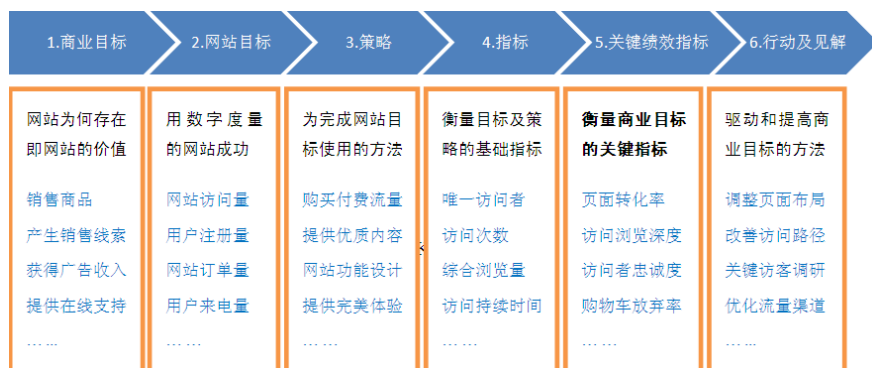 1.商业目标
2.网站目标
3.策略
4.指标
5.关键绩效指标
6.行动及见解
网站为何存在
即网站的价值
销售商品
产生销售线索
获得广告收入
提供在线支持
… …
用数字度量
的网站成功
网站访问量
用户注册量
网站订单量
用户来电量
… …
为完成网站目
标使用的方法
购买付费流量
提供优质内容
网站功能设计
提供完美体验
… …
衡量目标及策
略的基础指标
唯一访问者
访问次数
综合浏览量
访问持续时间
… …
衡量商业目标
的关键指标
页面转化率
访问浏览深度
访问者忠诚度
购物车放弃率
… …
驱动和提高商
业目标的方法
调整页面布局
改善访问路径
关键访客调研
优化流量渠道
… …